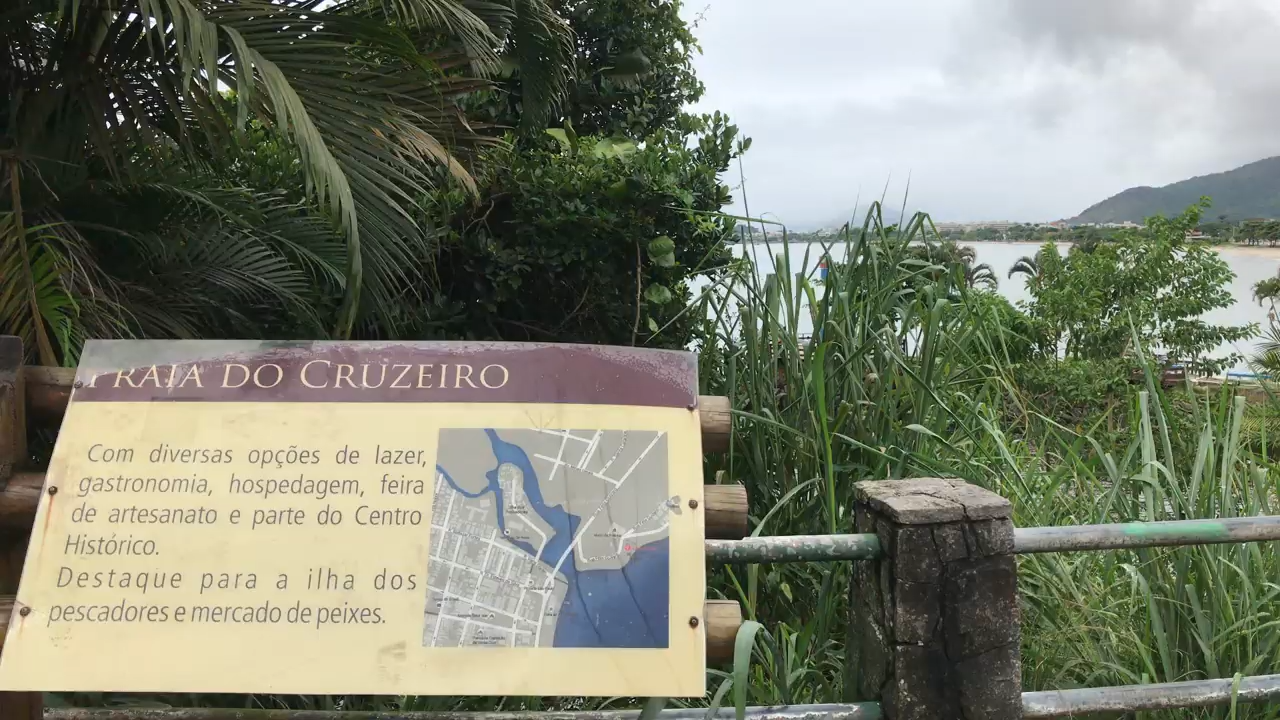 PRAIA DO CRUZEIRO
Com diversas opções de lazer,
gastronomia, hospedagem, feira
de artesanato e parte do Centro
Histórico.
Destaque para a ilha dos
pescadores e mercado de peixes.